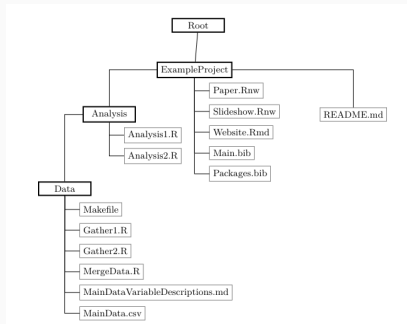 Root
ExampleProject
Paper.Rnw
Slideshow.Rnw
Website.Rmd
Main.bib
Packages.bib
README.md
Analysis
Analysis1.R
Analysis2.R
Data
Makefile
Gather1.R
Gather2.R
MergeData.R
MainDataVariableDescriptions.md
MainData.csv